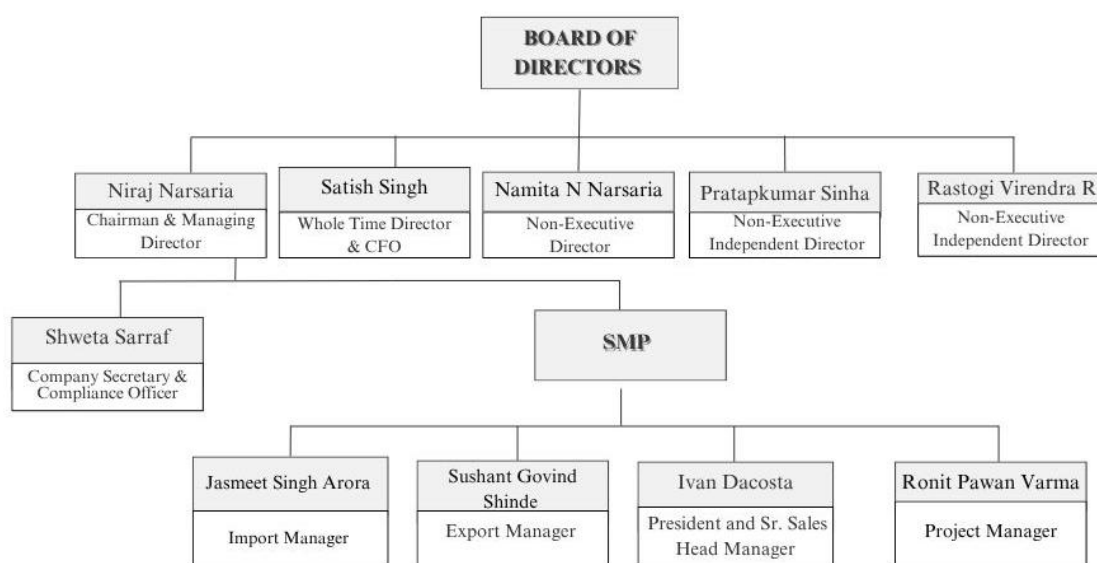 BOARD OF
DIRECTORS
Niraj Narsaria
Chairman & Managing
Director
Satish Singh
Whole Time Director
& CFO
Namita N Narsaria
Non-Executive
Director
Pratapkumar Sinha
Non-Executive
Independent Director
Rastogi Virendra R
Non-Executive
Independent Director
Shweta Sarraf
Company Secretary &
Compliance Officer
SMP
Jasmeet Singh Arora
Import Manager
Sushant Govind
Shinde
Export Manager
Ivan Dacosta
President and Sr. Sales
Head Manager
Ronit Pawan Varma
Project Manager